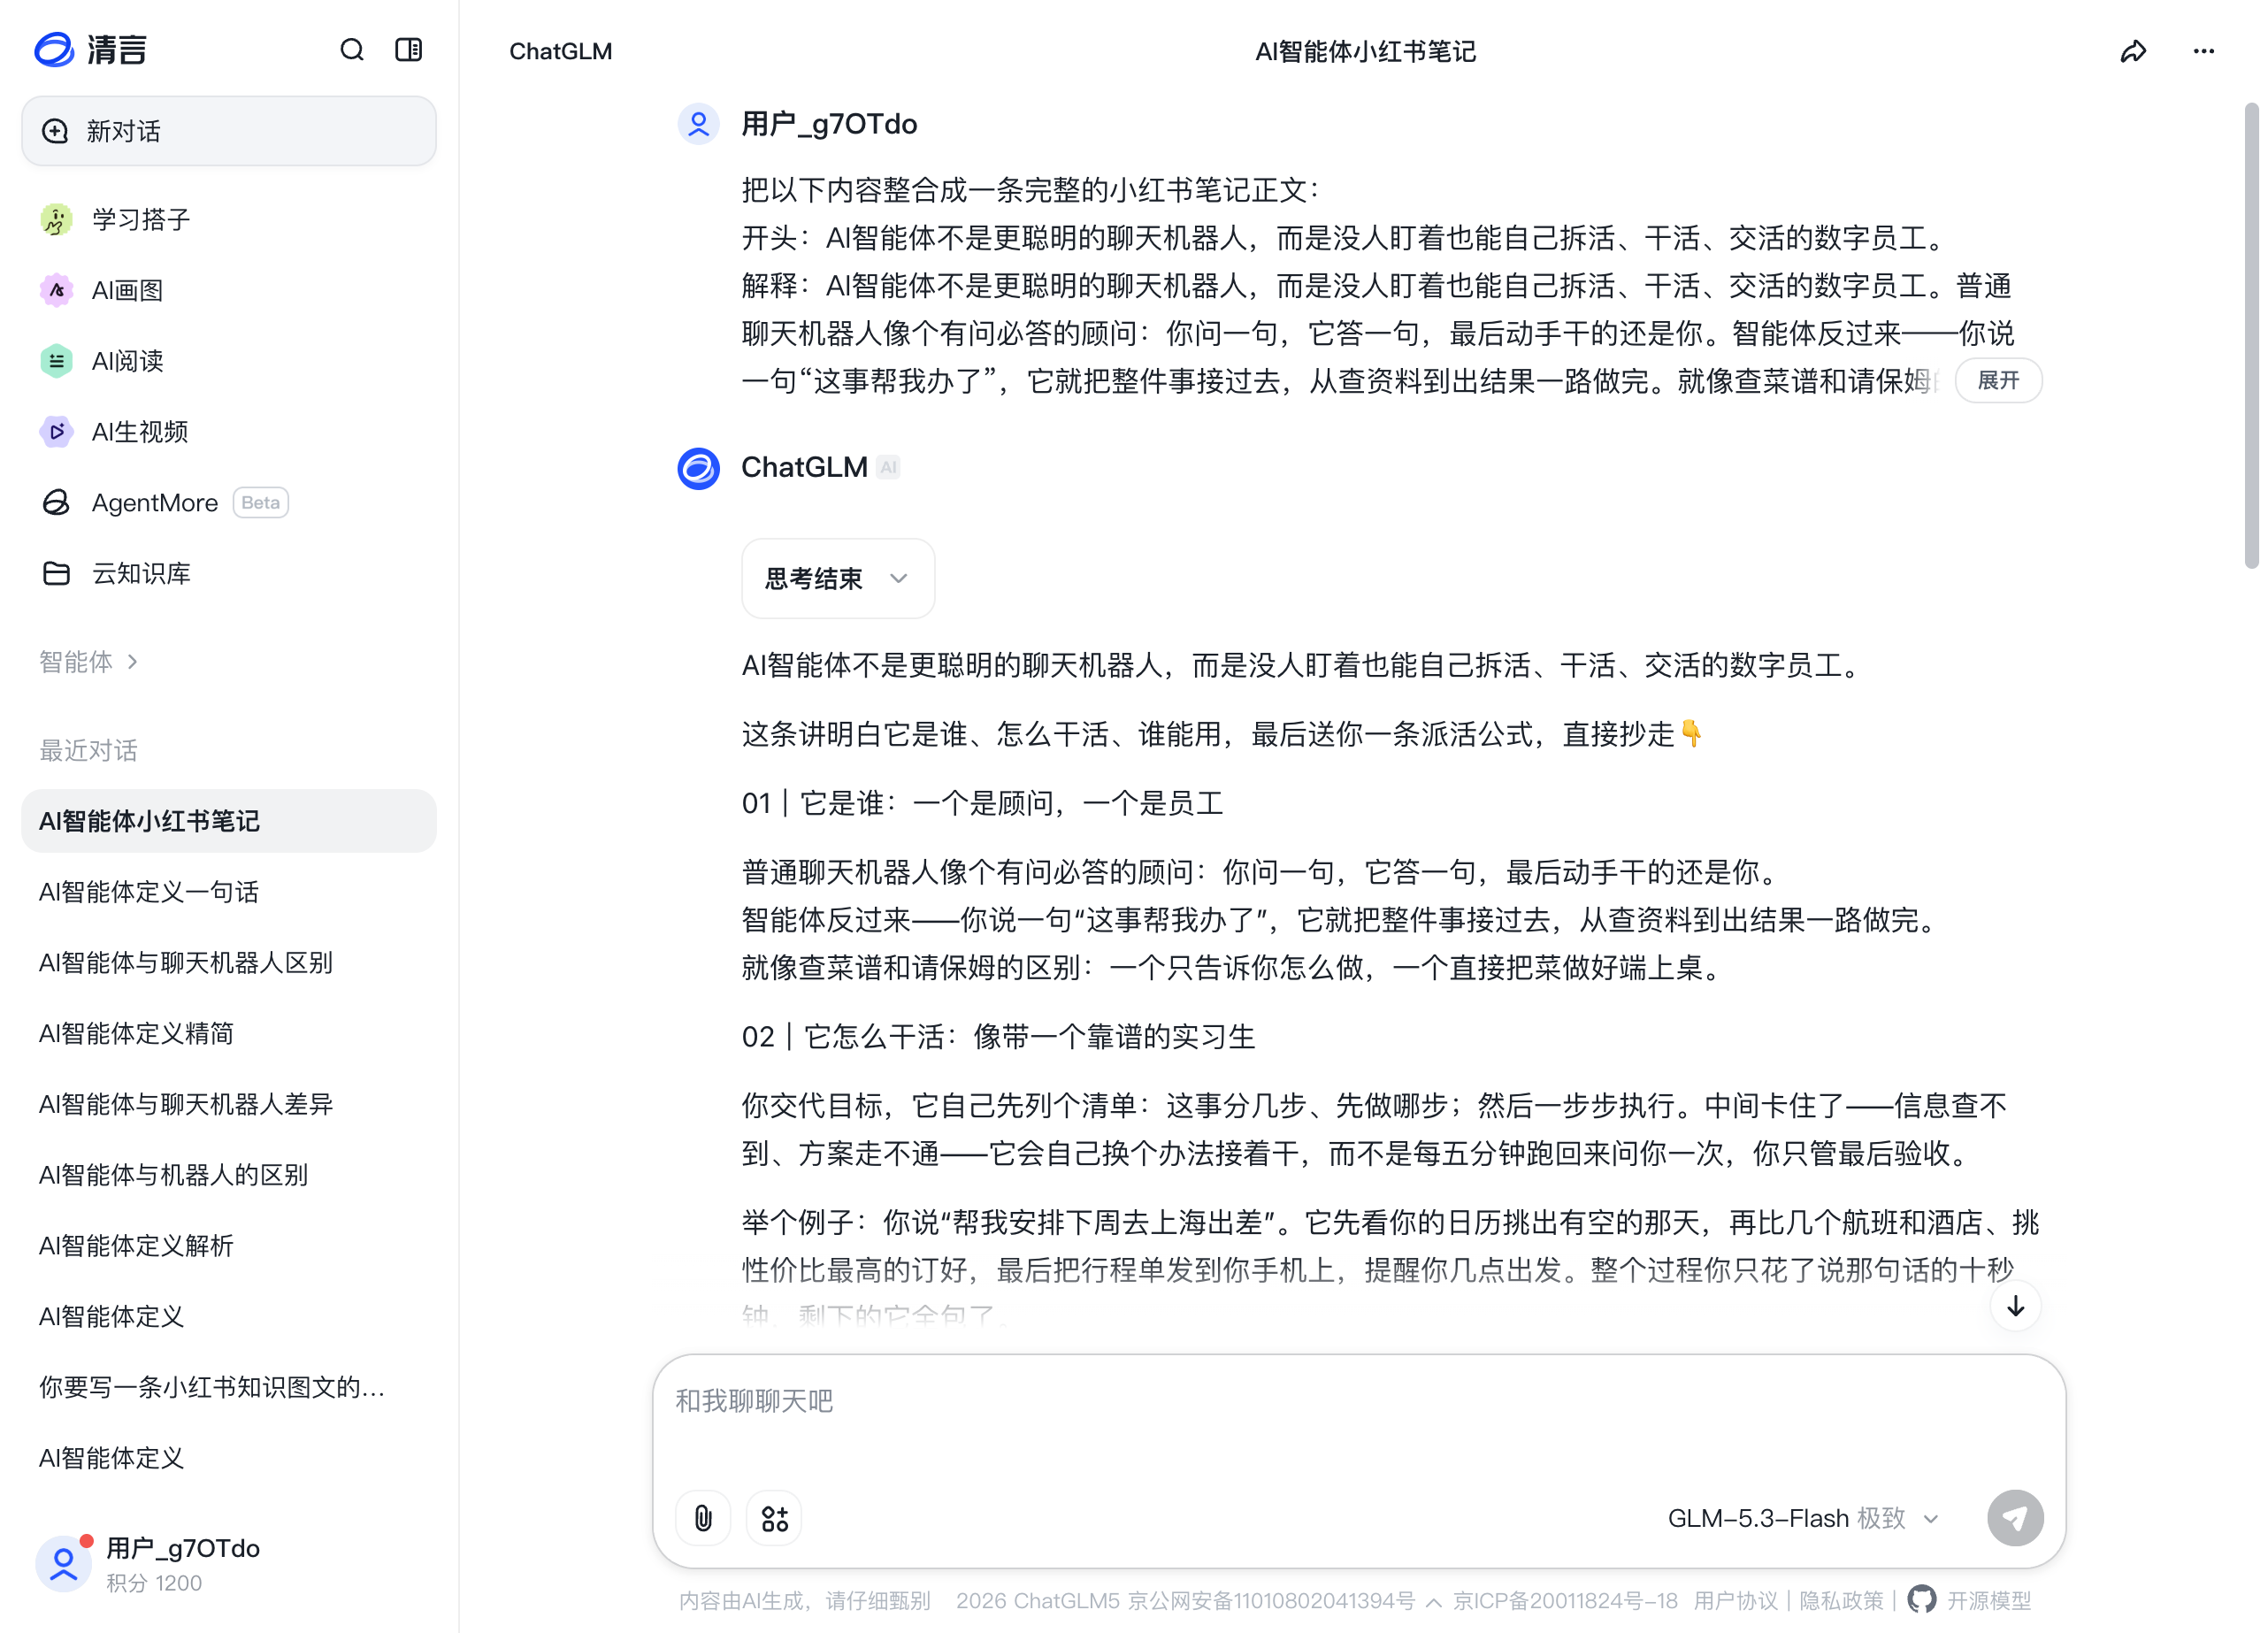 清言
新对话
学习搭子
AI画图
AI阅读
AI生视频
AgentMore Beta
云知识库
智能体
最近对话
AI智能体小红书笔记
AI智能体定义一句话
AI智能体与聊天机器人区别
AI智能体定义精简
AI智能体与聊天机器人差异
AI智能体与机器人的区别
AI智能体定义解析
AI智能体定义
你要写一条小红书知识图文的...
AI智能体定义
用户_g7OTdo
积分 1200
ChatGLM
AI智能体小红书笔记
用户_g7OTdo
把以下内容整合成一条完整的小红书笔记正文：
开头：AI智能体不是更聪明的聊天机器人，而是没人盯着也能自己拆活、干活、交活的数字员工。
解释：AI智能体不是更聪明的聊天机器人，而是没人盯着也能自己拆活、干活、交活的数字员工。普通
聊天机器人像个有问必答的顾问：你问一句，它答一句，最后动手干的还是你。智能体反过来——你说
一句“这事帮我办了”，它就把整件事接过去，从查资料到出结果一路做完。就像查菜谱和请保姆
展开
ChatGLM AI
思考结束
AI智能体不是更聪明的聊天机器人，而是没人盯着也能自己拆活、干活、交活的数字员工。
这条讲明白它是谁、怎么干活、谁能用，最后送你一条派活公式，直接抄走👇
01｜它是谁：一个是顾问，一个是员工
普通聊天机器人像个有问必答的顾问：你问一句，它答一句，最后动手干的还是你。
智能体反过来——你说一句“这事帮我办了”，它就把整件事接过去，从查资料到出结果一路做完。
就像查菜谱和请保姆的区别：一个只告诉你怎么做，一个直接把菜做好端上桌。
02｜它怎么干活：像带一个靠谱的实习生
你交代目标，它自己先列个清单：这事分几步、先做哪步；然后一步步执行。中间卡住了——信息查不
到、方案走不通——它会自己换个办法接着干，而不是每五分钟跑回来问你一次，你只管最后验收。
举个例子：你说“帮我安排下周去上海出差”。它先看你的日历挑出有空的那天，再比几个航班和酒店、挑
性价比最高的订好，最后把行程单发到你手机上，提醒你几点出发。整个过程你只花了说那句话的十秒
钟，剩下的它全包了。
和我聊聊天吧
GLM-5.3-Flash 极致
内容由AI生成，请仔细甄别 2026 ChatGLM5 京公网安备11010802041394号 京ICP备20011824号-18 用户协议｜隐私政策｜ 开源模型